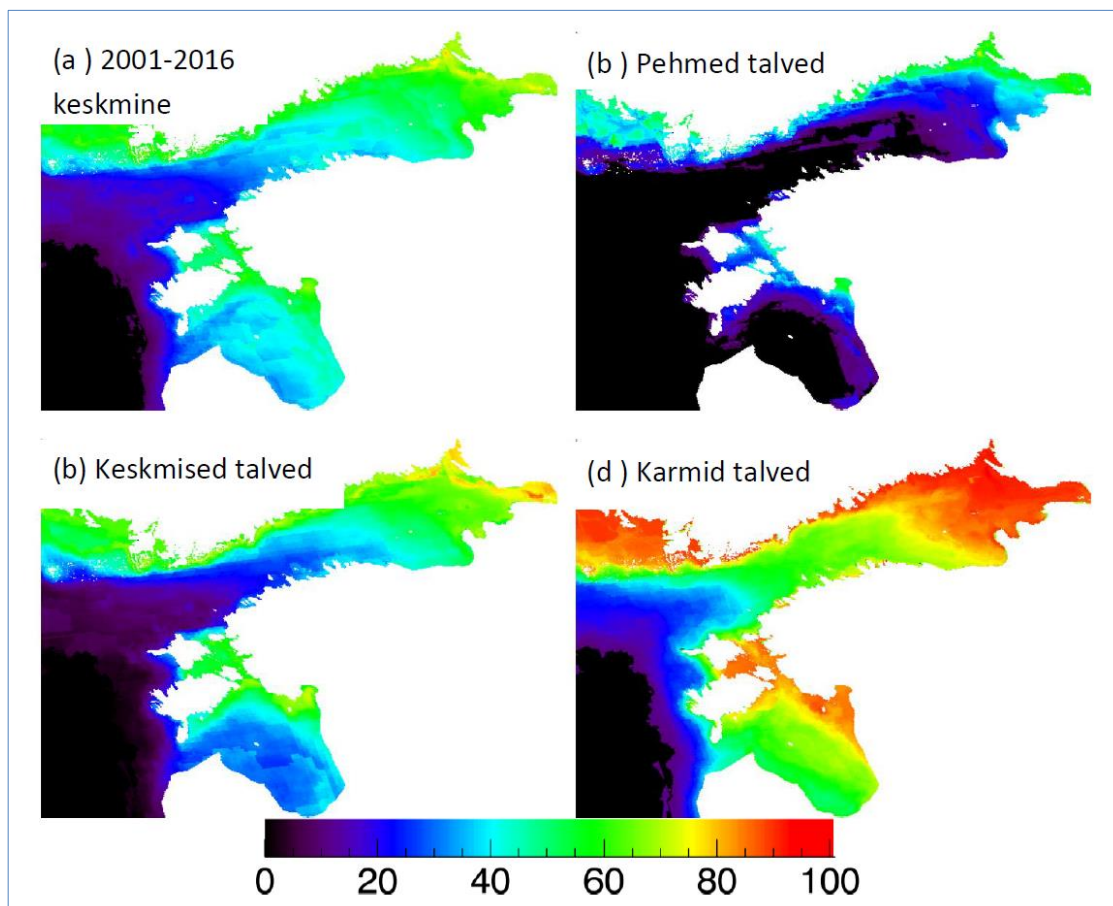 (a ) 2001-2016
keskmine
(b ) Pehmed talved
(b) Keskmised talved
(d ) Karmid talved
0 20 40 60 80 100